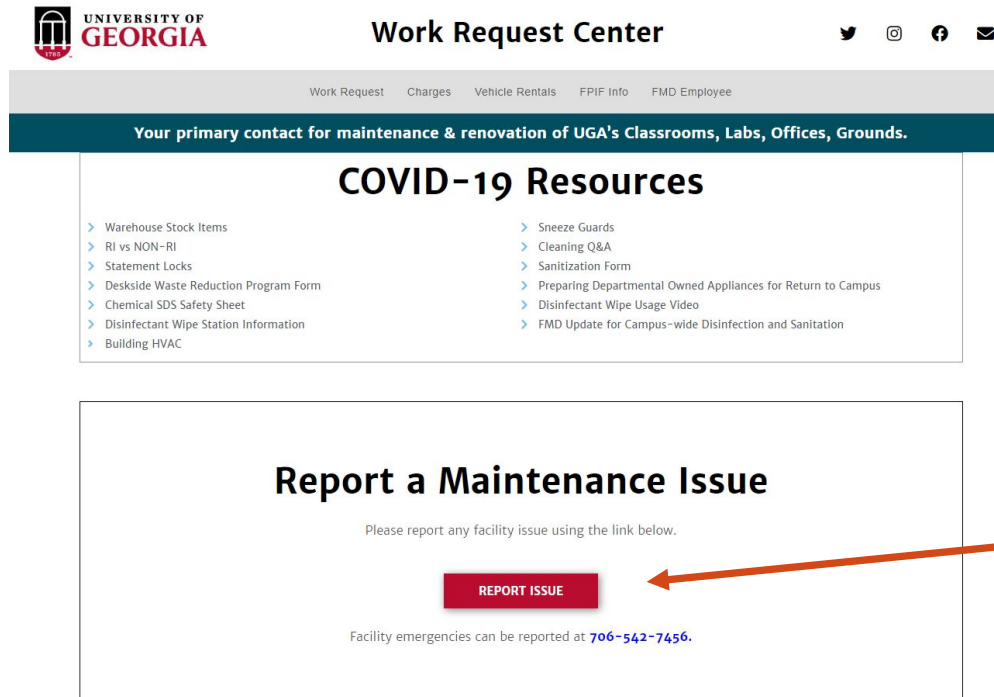 UNIVERSITY OF
GEORGIA
1785
Work Request Center
Work Request Charges Vehicle Rentals FPIF Info FMD Employee
Your primary contact for maintenance & renovation of UGA's Classrooms, Labs, Offices, Grounds.
COVID-19 Resources
Warehouse Stock Items
RI vs NON-RI
Statement Locks
Deskside Waste Reduction Program Form
Chemical SDS Safety Sheet
Disinfectant Wipe Station Information
Building HVAC
Sneeze Guards
Cleaning Q&A
Sanitization Form
Preparing Departmental Owned Appliances for Return to Campus
Disinfectant Wipe Usage Video
FMD Update for Campus-wide Disinfection and Sanitation
Report a Maintenance Issue
Please report any facility issue using the link below.
REPORT ISSUE
Facility emergencies can be reported at 706-542-7456.